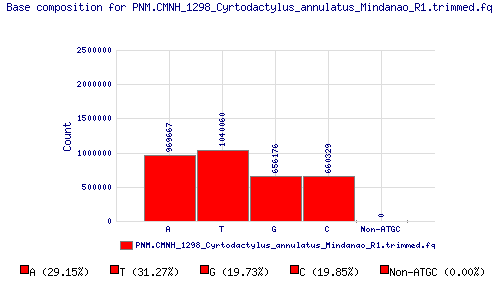 Base composition for PNM.CMNH_1298_Cyrtodactylus_annulatus_Mindanao_R1.trimmed.fq
2500000
2000000
1500000
1000000
500000
0
Count
969667
1040060
656176
660329
0
A T G C Non-ATGC
PNM.CMNH_1298_Cyrtodactylus_annulatus_Mindanao_R1.trimmed.fq
A (29.15%) T (31.27%) G (19.73%) C (19.85%) Non-ATGC (0.00%)